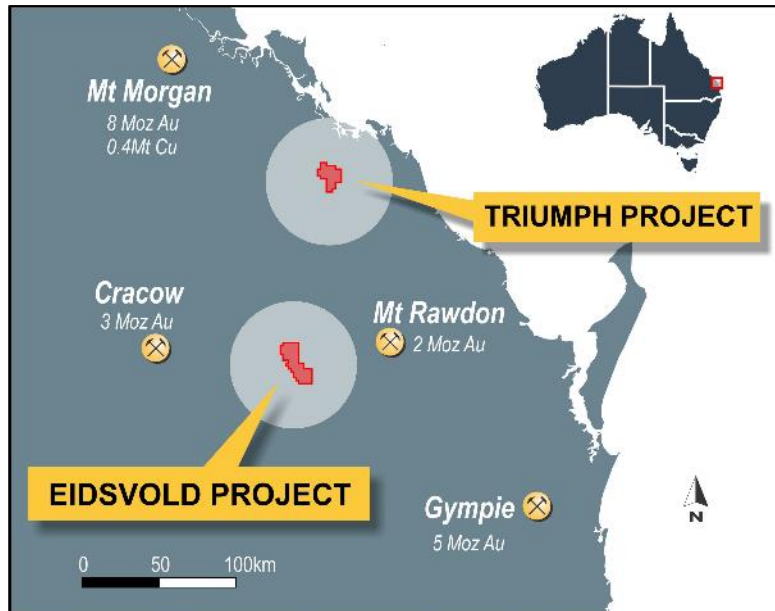 Mt Morgan
8 Moz Au
0.4Mt Cu
TRIUMPH PROJECT
Cracow
3 Moz Au
Mt Rawdon
2 Moz Au
EIDSVOLD PROJECT
Gympie
5 Moz Au
N
0 50 100km